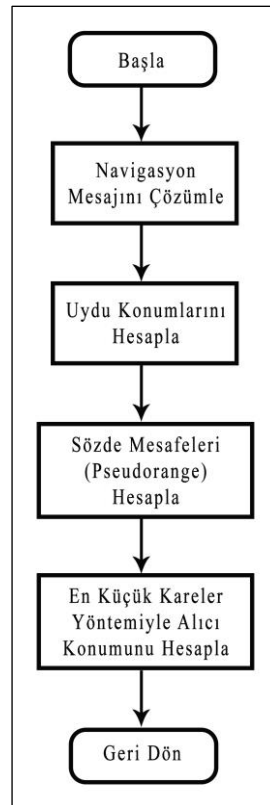 Başla
Navigasyon
Mesajını Çözümle
Uydu Konumlarını
Hesapla
Sözde Mesafeleri
(Pseudorange)
Hesapla
En Küçük Kareler
Yöntemiyle Alıcı
Konumunu Hesapla
Geri Dön